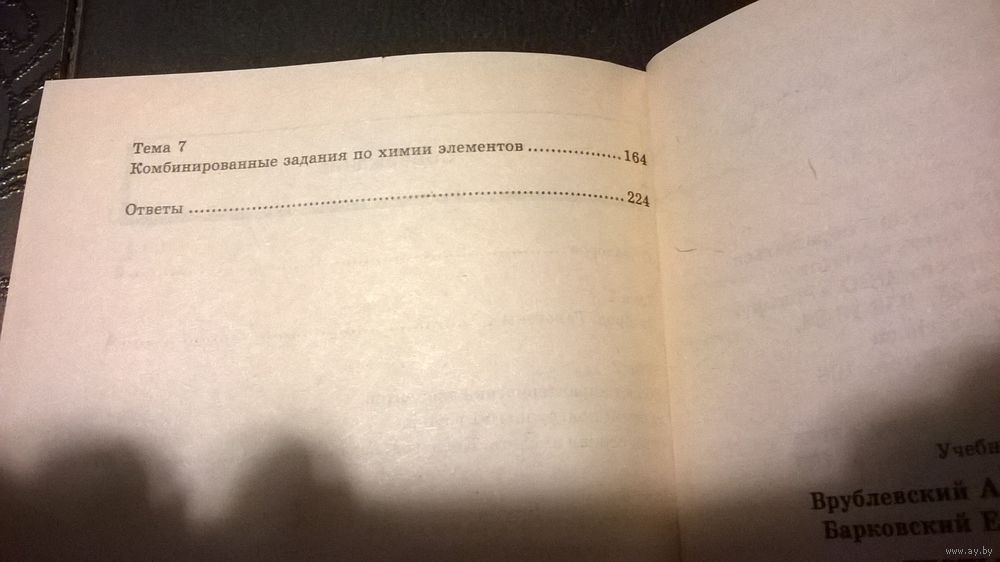 Тема 7
Комбинированные задания по химии элементов ................. 164
Ответы ........................................................................ 224
Учебн
Врублевский А
Барковский Е
www.ay.by